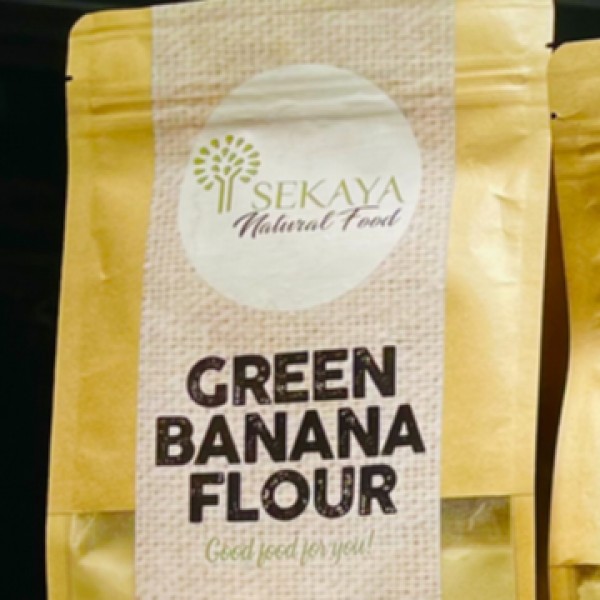 SEKAYA
Natural Food
GREEN
BANANA
FLOUR
Good food for you!